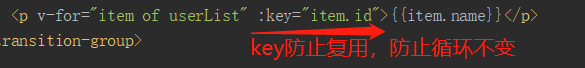 <p v-for="item of userList" :key="item.id">{{item.name}}</p>
transition-group>
key防止复用，防止循环不变